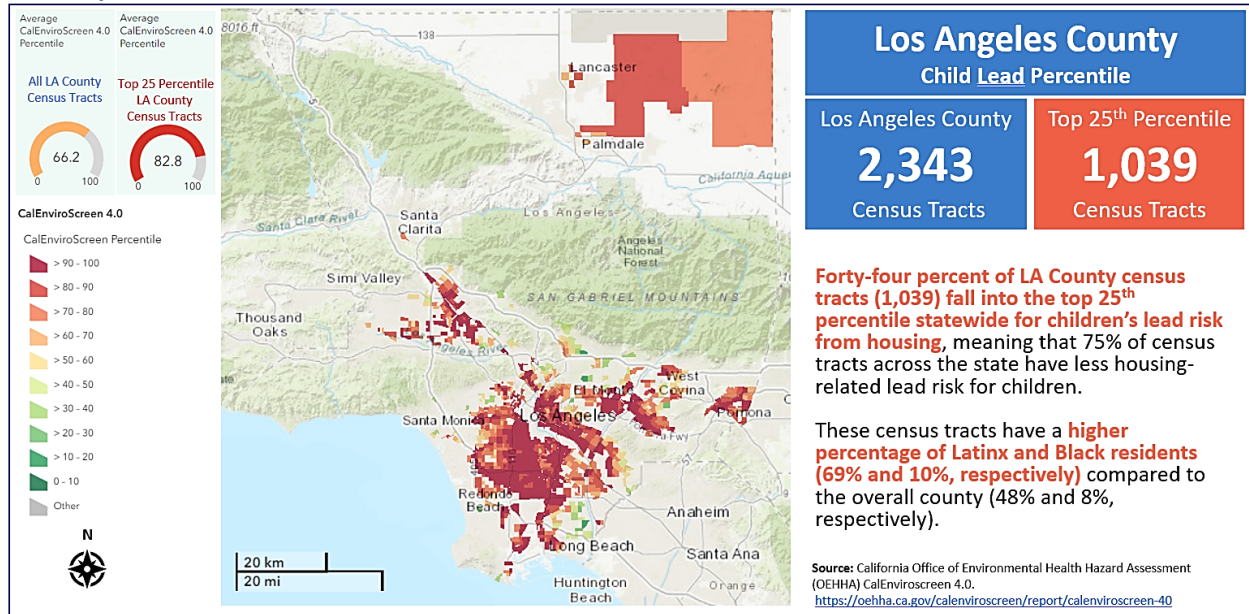 Average
CalEnviroScreen 4.0
Percentile
All LA County
Census Tracts
66.2
0
100
Average
CalEnviroScreen 4.0
Percentile
Top 25 Percentile
LA County
Census Tracts
82.8
0
100
CalEnviroScreen 4.0
CalEnviroScreen Percentile
> 90 - 100
> 80 - 90
> 70 - 80
> 60 - 70
> 50 - 60
> 40 - 50
> 30 - 40
> 20 - 30
> 10 - 20
0 - 10
Other
N
8016 ft
138
5
Lancaster
Palmdale
California Aque
Santa Clara River
Santa
Clarita
Los Angeles
Angeles
National
Forest
Simi Valley
SAN GABRIEL MOUNTAINS
Thousand
Oaks
Angeles River
El Monte
West
Covina
Santa Monica
Los Angeles
Pomona
Fwy
57
Redondo
Beach
Anaheim
Long Beach
Santa Ana
Huntington
Beach
Orange
20 km
20 mi
Los Angeles County
Child Lead Percentile
Los Angeles County
2,343
Census Tracts
Top 25th Percentile
1,039
Census Tracts
Forty-four percent of LA County census
tracts (1,039) fall into the top 25th
percentile statewide for children's lead risk
from housing, meaning that 75% of census
tracts across the state have less housing-
related lead risk for children.
These census tracts have a higher
percentage of Latinx and Black residents
(69% and 10%, respectively) compared to
the overall county (48% and 8%,
respectively).
Source: California Office of Environmental Health Hazard Assessment
(OEHHA) CalEnviroscreen 4.0.
https://oehha.ca.gov/calenviroscreen/report/calenviroscreen-40